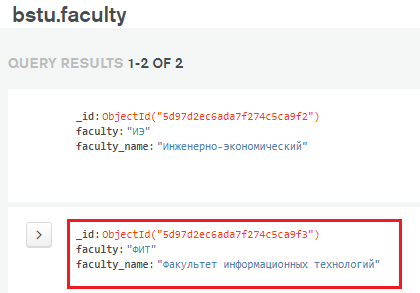 bstu.faculty
QUERY RESULTS 1-2 OF 2
_id: ObjectId("5d97d2ec6ada7f274c5ca9f2")
faculty: "ИЭ"
faculty_name: "Инженерно-экономический"
_id: ObjectId("5d97d2ec6ada7f274c5ca9f3")
faculty: "ФИТ"
faculty_name: "Факультет информационных технологий"